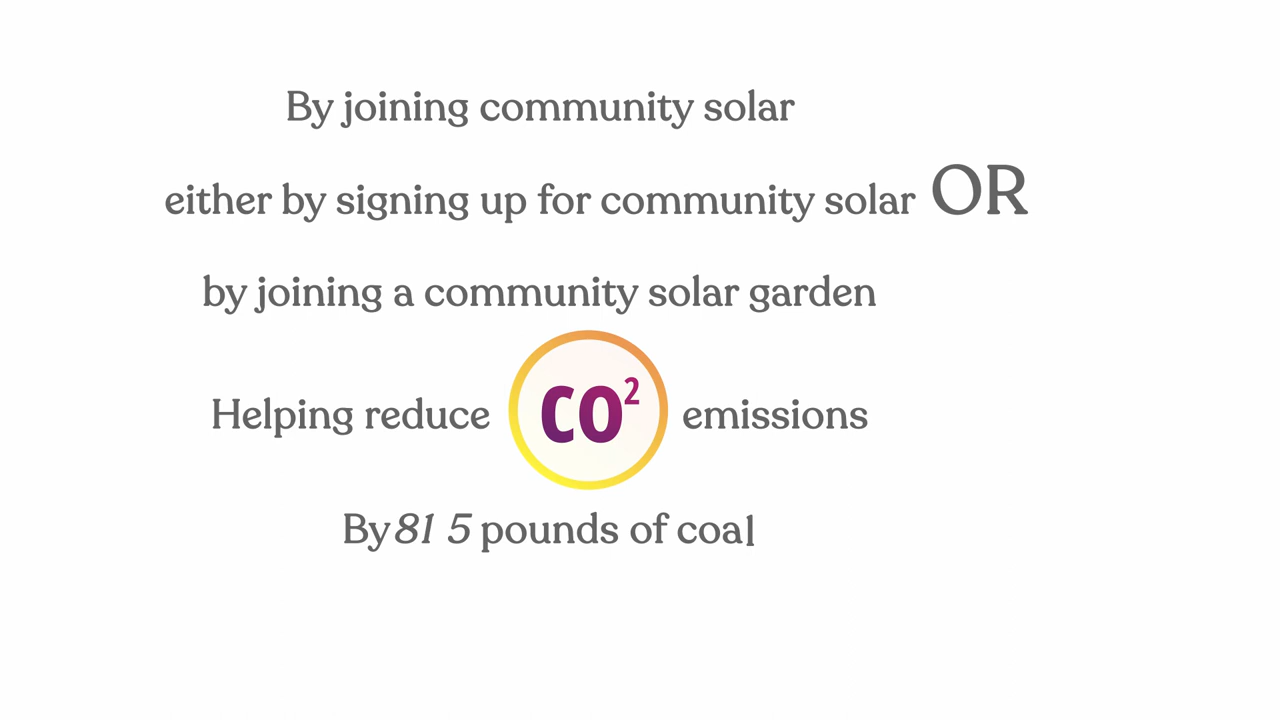 By joining community solar
either by signing up for community solar OR
by joining a community solar garden
Helping reduce CO² emissions
By 81 5 pounds of coal